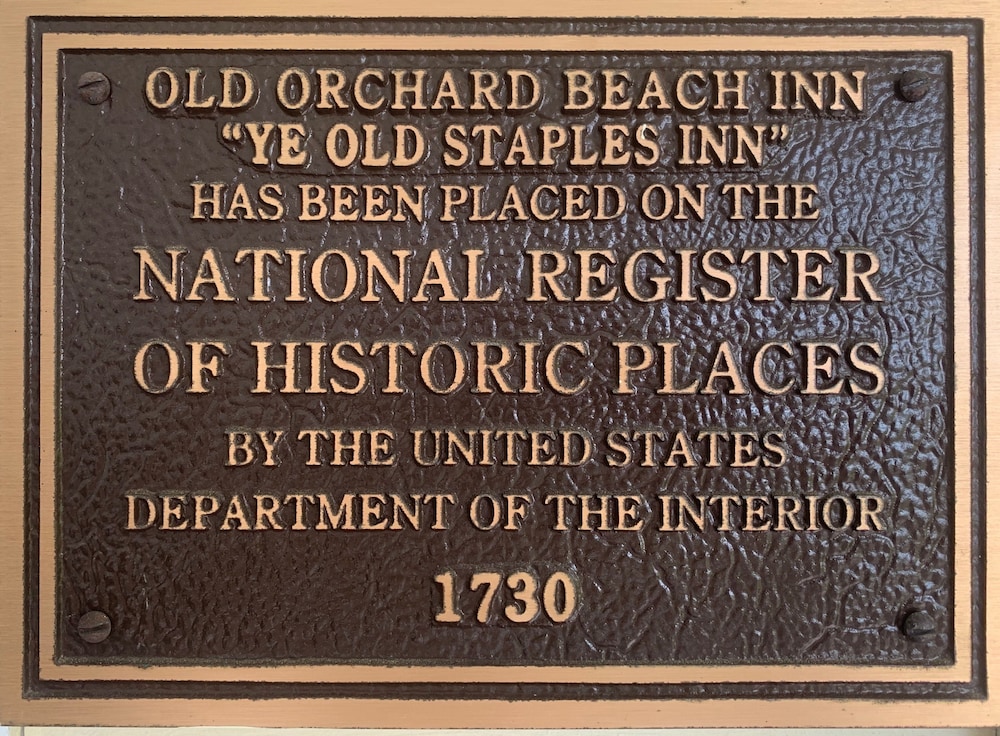 OLD ORCHARD BEACH INN
“YE OLD STAPLES INN”
HAS BEEN PLACED ON THE
NATIONAL REGISTER
OF HISTORIC PLACES
BY THE UNITED STATES
DEPARTMENT OF THE INTERIOR
1730